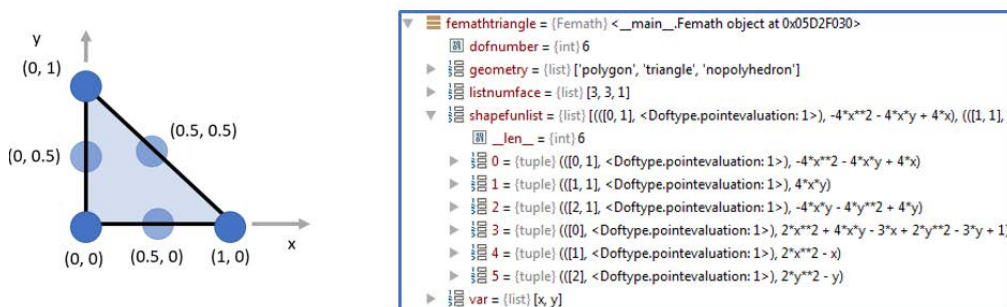 y
(0, 1)
(0.5, 0.5)
(0, 0.5)
x
(0, 0)
(0.5, 0)
(1, 0)
femathtriangle = {Femath} <__main__.Femath object at 0x05D2F030>
dofnumber = {int} 6
geometry = {list} ['polygon', 'triangle', 'nopolyhedron']
listnumface = {list} [3, 3, 1]
shapefunlist = {list} [(([0, 1], <Doftype.pointevaluation: 1>), -4*x**2 - 4*x*y + 4*x), (([1, 1],
__len__ = {int} 6
0 = {tuple} (([0, 1], <Doftype.pointevaluation: 1>), -4*x**2 - 4*x*y + 4*x)
1 = {tuple} (([1, 1], <Doftype.pointevaluation: 1>), 4*x*y)
2 = {tuple} (([2, 1], <Doftype.pointevaluation: 1>), -4*x*y - 4*y**2 + 4*y)
3 = {tuple} (([0], <Doftype.pointevaluation: 1>), 2*x**2 + 4*x*y - 3*x + 2*y**2 - 3*y + 1)
4 = {tuple} (([1], <Doftype.pointevaluation: 1>), 2*x**2 - x)
5 = {tuple} (([2], <Doftype.pointevaluation: 1>), 2*y**2 - y)
var = {list} [x, y]